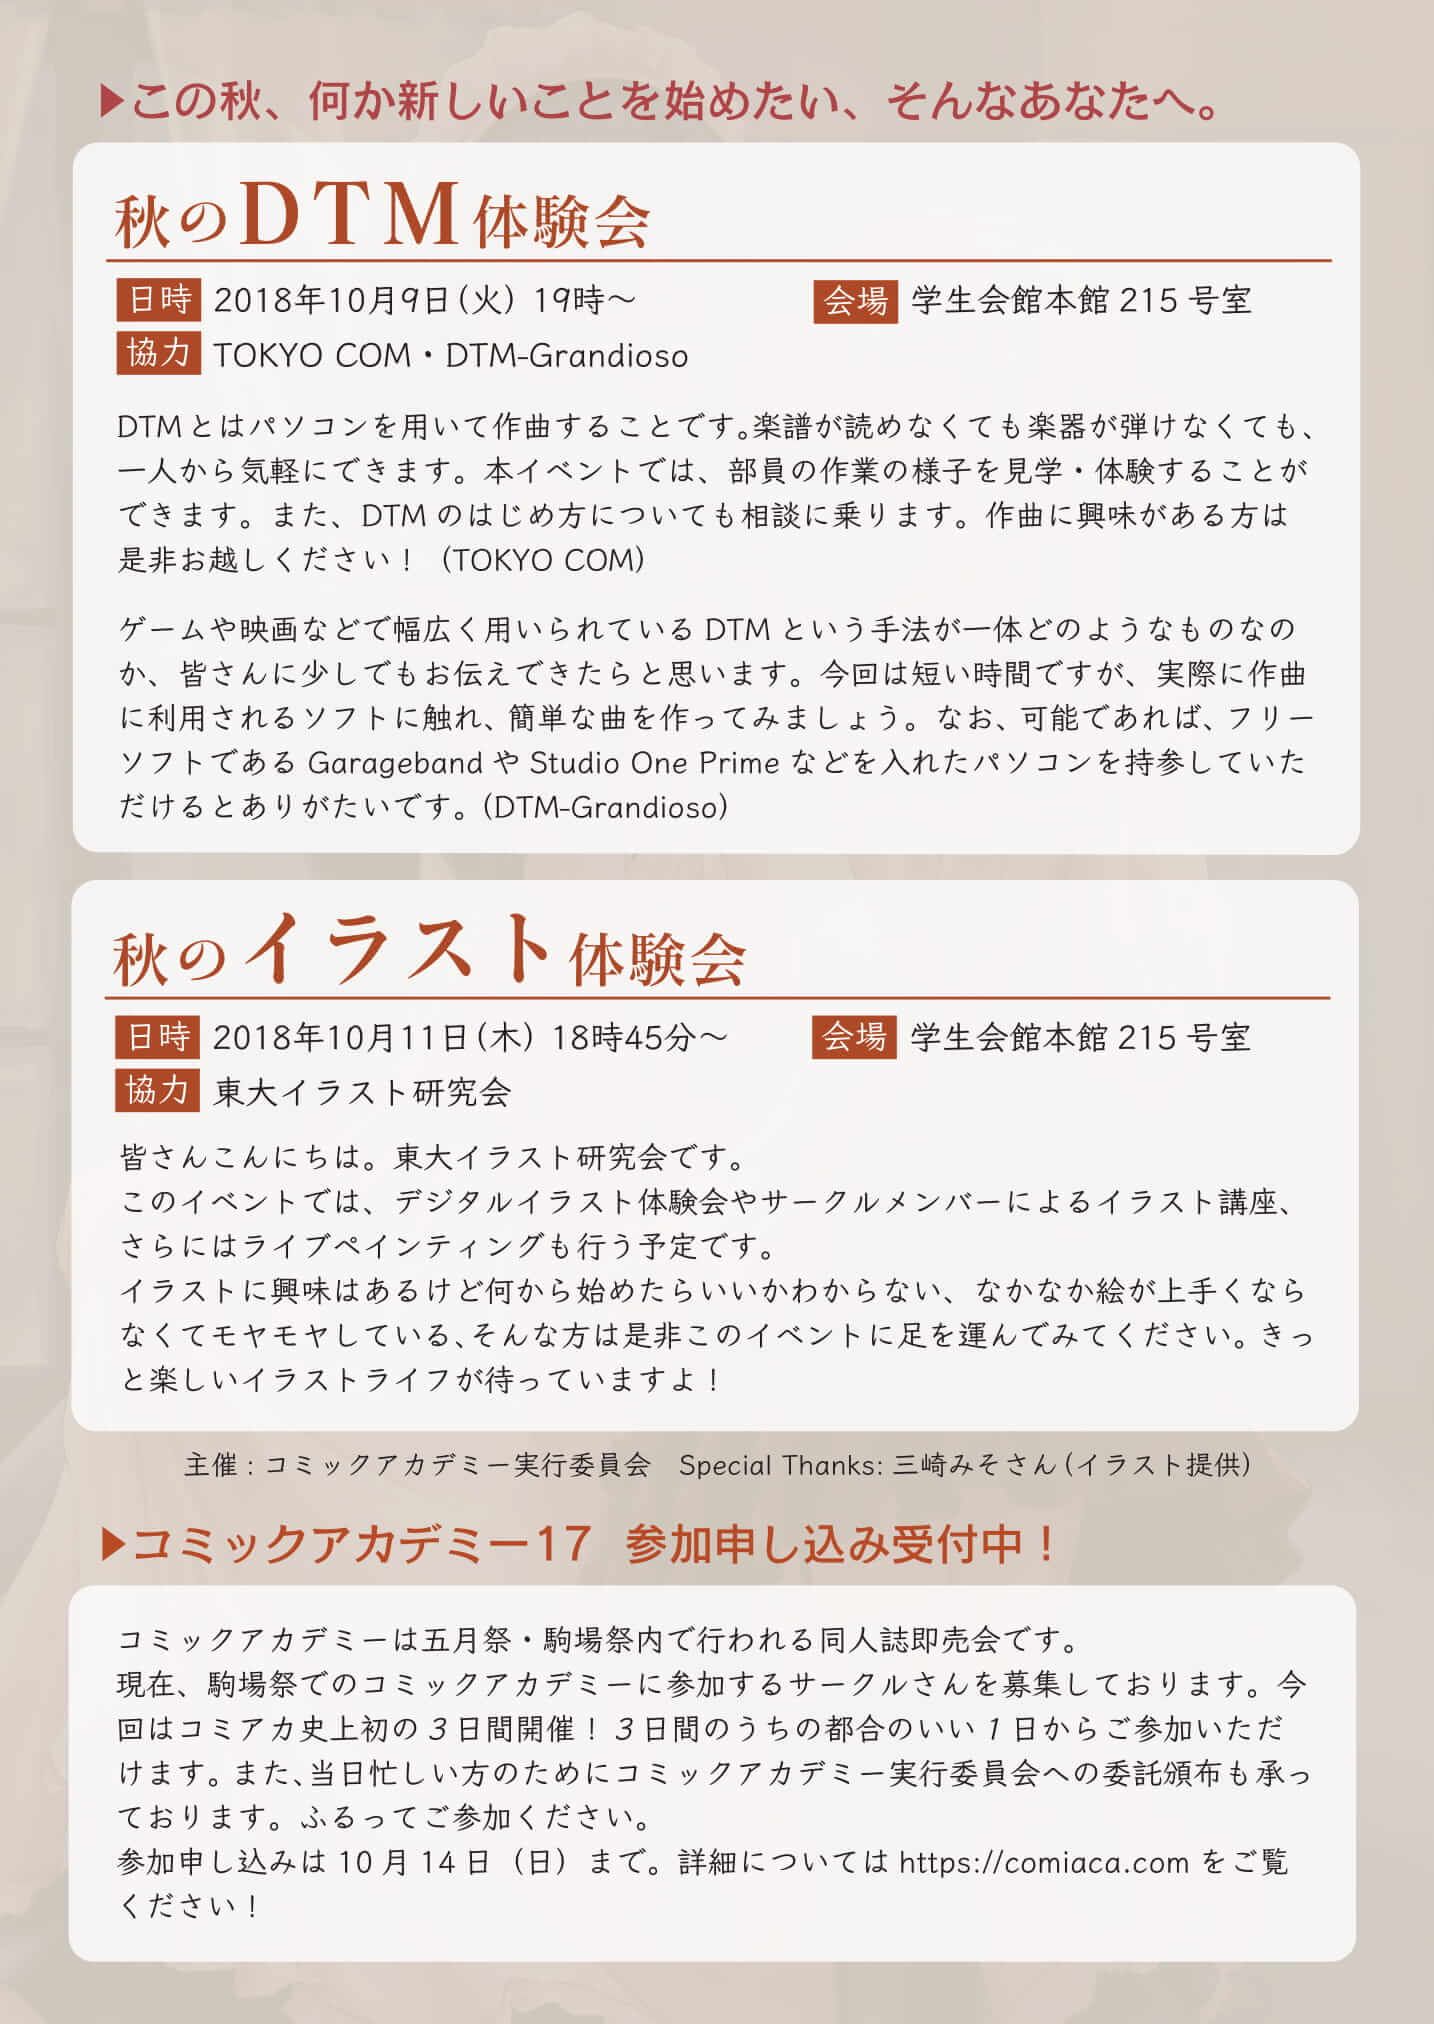 ▶この秋、何か新しいことを始めたい、そんなあなたへ。
秋のDTM体験会
日時 2018年10月9日(火) 19時～ 会場 学生会館本館 215 号室
協力 TOKYO COM・DTM-Grandioso
DTMとはパソコンを用いて作曲することです。楽譜が読めなくても楽器が弾けなくても、
一人から気軽にできます。本イベントでは、部員の作業の様子を見学・体験することが
できます。また、DTM のはじめ方についても相談に乗ります。作曲に興味がある方は
是非お越しください！ (TOKYO COM)
ゲームや映画などで幅広く用いられている DTM という手法が一体どのようなものなの
か、皆さんに少しでもお伝えできたらと思います。今回は短い時間ですが、実際に作曲
に利用されるソフトに触れ、簡単な曲を作ってみましょう。なお、可能であれば、フリー
ソフトである Garageband や Studio One Prime などを入れたパソコンを持参していた
だけるとありがたいです。(DTM-Grandioso)
秋のイラスト体験会
日時 2018年10月11日(木) 18時45分～ 会場 学生会館本館 215 号室
協力 東大イラスト研究会
皆さんこんにちは。東大イラスト研究会です。
このイベントでは、デジタルイラスト体験会やサークルメンバーによるイラスト講座、
さらにはライブペインティングも行う予定です。
イラストに興味はあるけど何から始めたらいいかわからない、なかなか絵が上手くなら
なくてモヤモヤしている、そんな方は是非このイベントに足を運んでみてください。きっ
と楽しいイラストライフが待っていますよ！
主催：コミックアカデミー実行委員会 Special Thanks: 三崎みそさん(イラスト提供)
▶コミックアカデミー17 参加申し込み受付中！
コミックアカデミーは五月祭・駒場祭内で行われる同人誌即売会です。
現在、駒場祭でのコミックアカデミーに参加するサークルさんを募集しております。今
回はコミアカ史上初の 3 日間開催！ 3 日間のうちの都合のいい 1 日からご参加いただ
けます。また、当日忙しい方のためにコミックアカデミー実行委員会への委託頒布も承っ
ております。ふるってご参加ください。
参加申し込みは 10 月 14 日（日）まで。詳細については https://comiaca.com をご覧
ください！